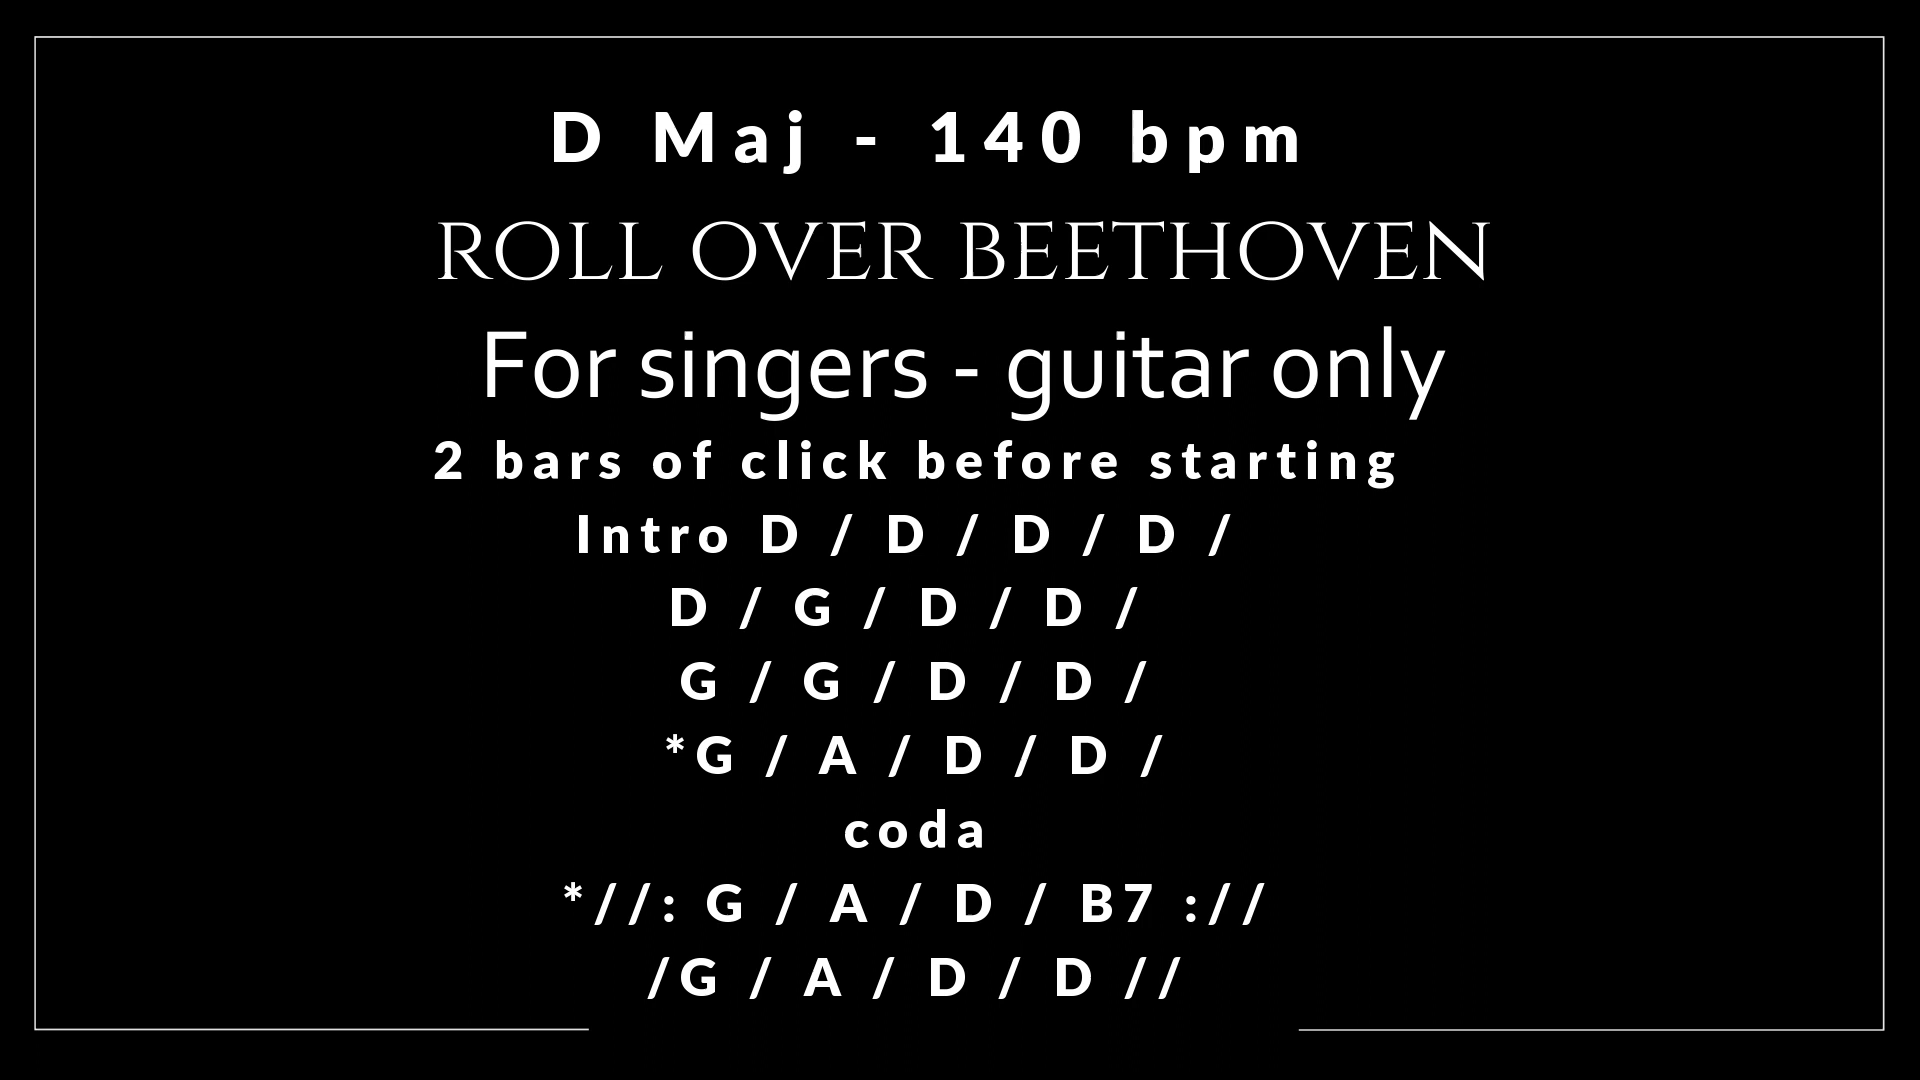 D Maj - 140 bpm
ROLL OVER BEETHOVEN
For singers - guitar only
2 bars of click before starting
Intro D / D / D / D /
D / G / D / D /
G / G / D / D /
*G / A / D / D /
coda
*//: G / A / D / B7 ://
/G / A / D / D //